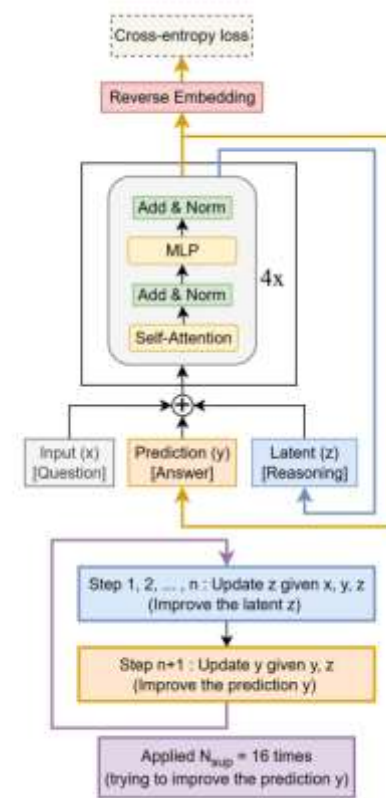 Cross-entropy loss
Reverse Embedding
Add & Norm
MLP
4x
Add & Norm
Self-Attention
Input (x)
[Question]
Prediction (y)
[Answer]
Latent (z)
[Reasoning]
Step 1, 2, ... , n : Update z given x, y, z
(Improve the latent z)
Step n+1 : Update y given y, z
(Improve the prediction y)
Applied Nsup = 16 times
(trying to improve the prediction y)